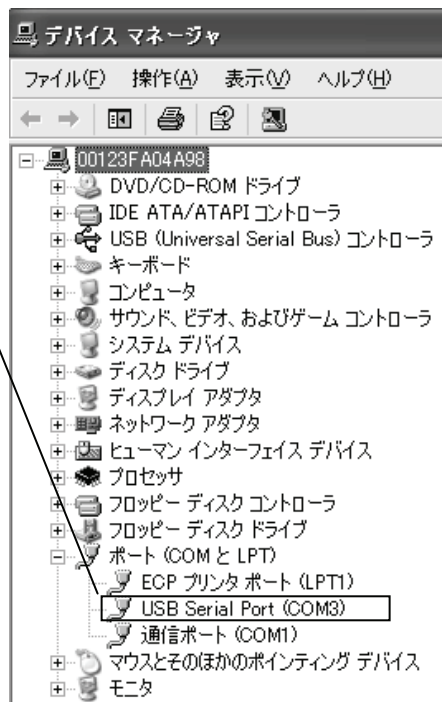 デバイス マネージャ
ファイル(F) 操作(A) 表示(V) ヘルプ(H)
00123FA04A98
DVD/CD-ROM ドライブ
IDE ATA/ATAPI コントローラ
USB (Universal Serial Bus) コントローラ
キーボード
コンピュータ
サウンド、ビデオ、およびゲーム コントローラ
システム デバイス
ディスク ドライブ
ディスプレイ アダプタ
ネットワーク アダプタ
ヒューマン インターフェイス デバイス
プロセッサ
フロッピー ディスク コントローラ
フロッピー ディスク ドライブ
ポート (COM と LPT)
ECP プリンタ ポート (LPT1)
USB Serial Port (COM3)
通信ポート (COM1)
マウスとそのほかのポインティング デバイス
モニタ